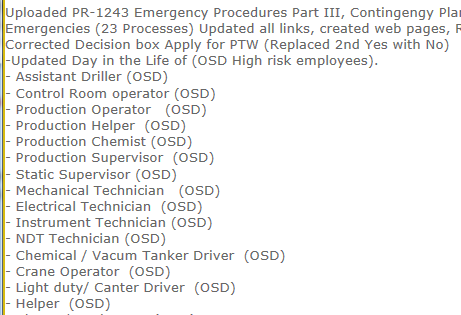 Uploaded PR-1243 Emergency Procedures Part III, Contingengy Pla
Emergencies (23 Processes) Updated all links, created web pages,
Corrected Decision box Apply for PTW (Replaced 2nd Yes with No)
-Updated Day in the Life of (OSD High risk employees).
- Assistant Driller (OSD)
- Control Room operator (OSD)
- Production Operator (OSD)
- Production Helper (OSD)
- Production Chemist (OSD)
- Production Supervisor (OSD)
- Static Supervisor (OSD)
- Mechanical Technician (OSD)
- Electrical Technician (OSD)
- Instrument Technician (OSD)
- NDT Technician (OSD)
- Chemical / Vacum Tanker Driver (OSD)
- Crane Operator (OSD)
- Light duty/ Canter Driver (OSD)
- Helper (OSD)